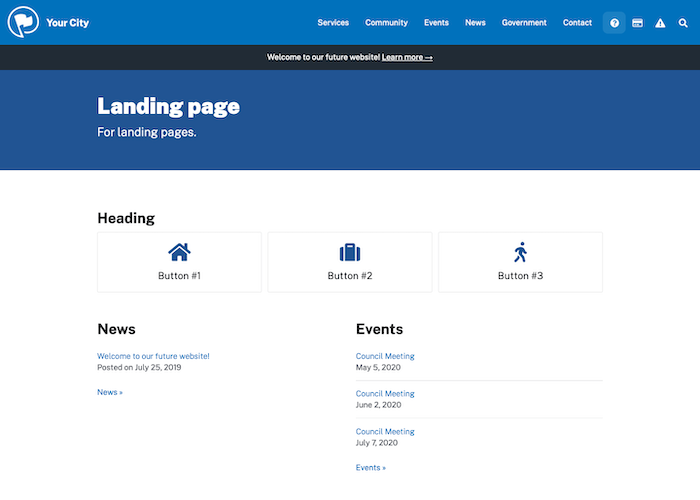 Your City
Services Community Events News Government Contact
Welcome to our future website! Learn more →
Landing page
For landing pages.
Heading
Button #1
Button #2
Button #3
News
Welcome to our future website!
Posted on July 25, 2019
News »
Events
Council Meeting
May 5, 2020
Council Meeting
June 2, 2020
Council Meeting
July 7, 2020
Events »